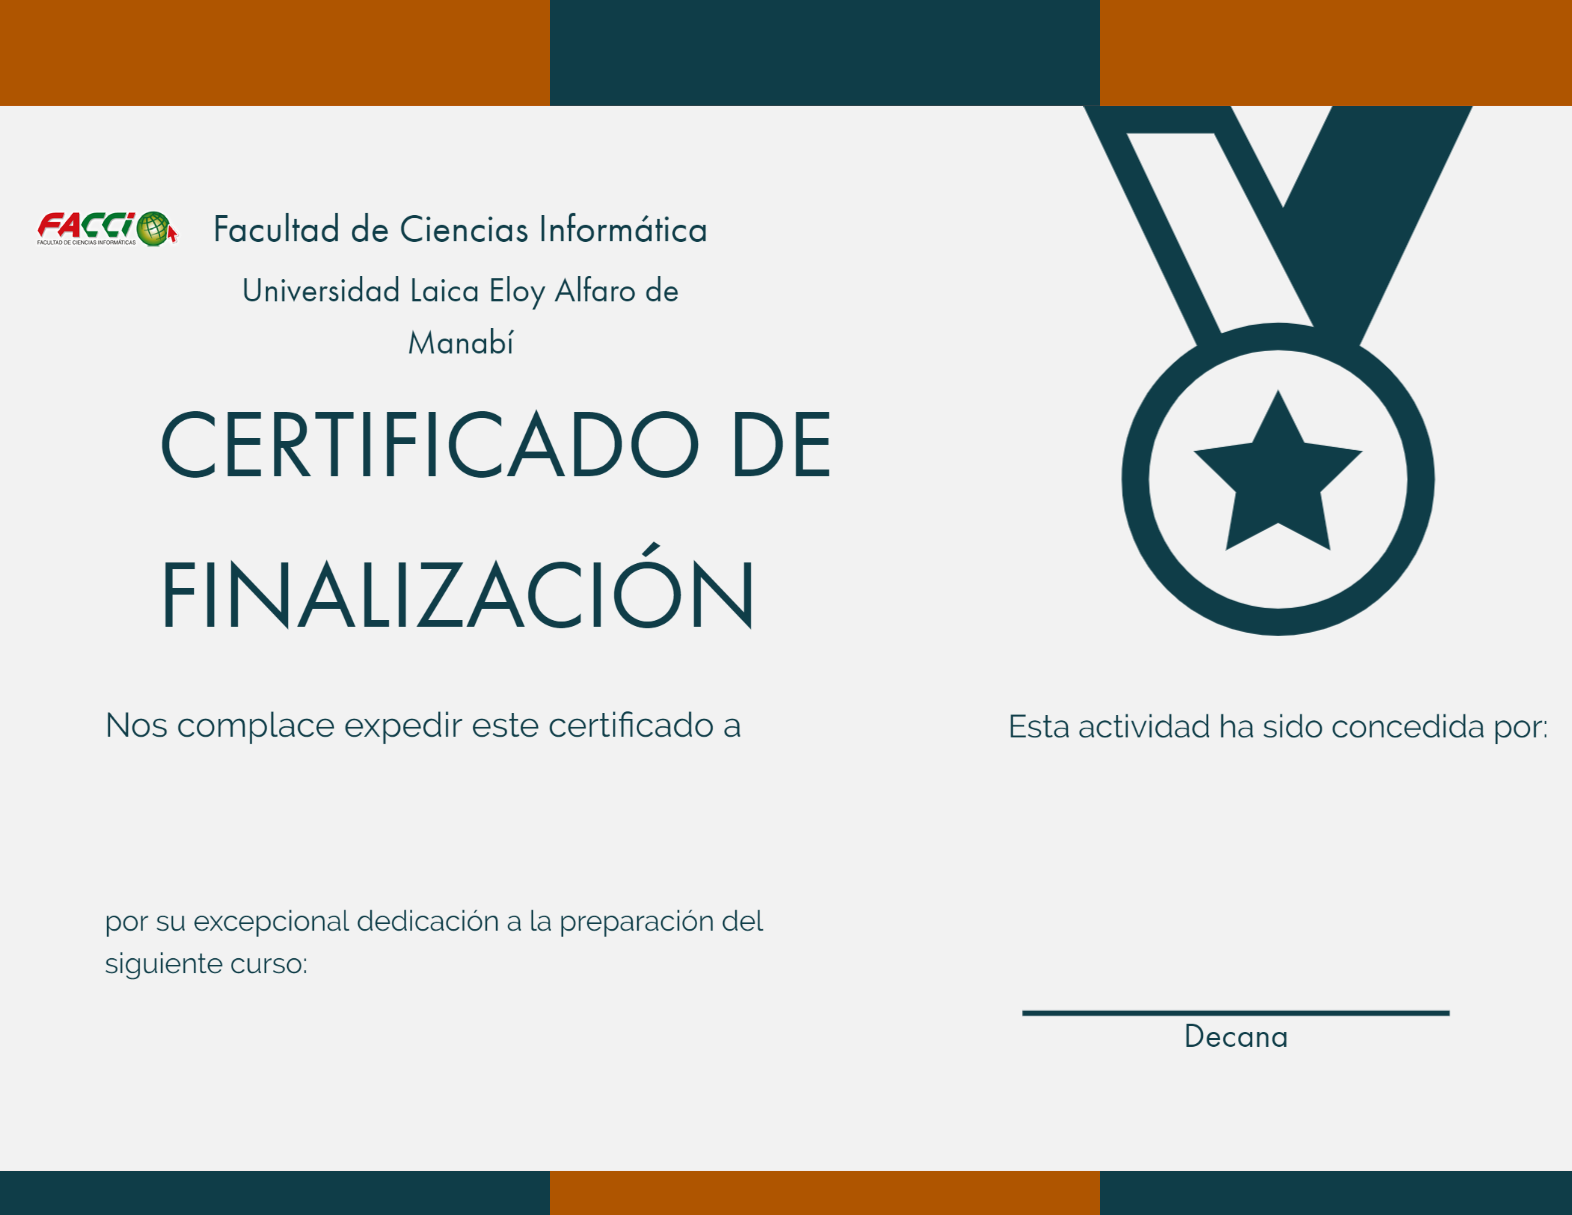 FACCi
FACULTAD DE CIENCIAS INFORMÁTICAS
Facultad de Ciencias Informática
Universidad Laica Eloy Alfaro de
Manabí
CERTIFICADO DE
FINALIZACIÓN
Nos complace expedir este certificado a
por su excepcional dedicación a la preparación del
siguiente curso:
Esta actividad ha sido concedida por:
Decana